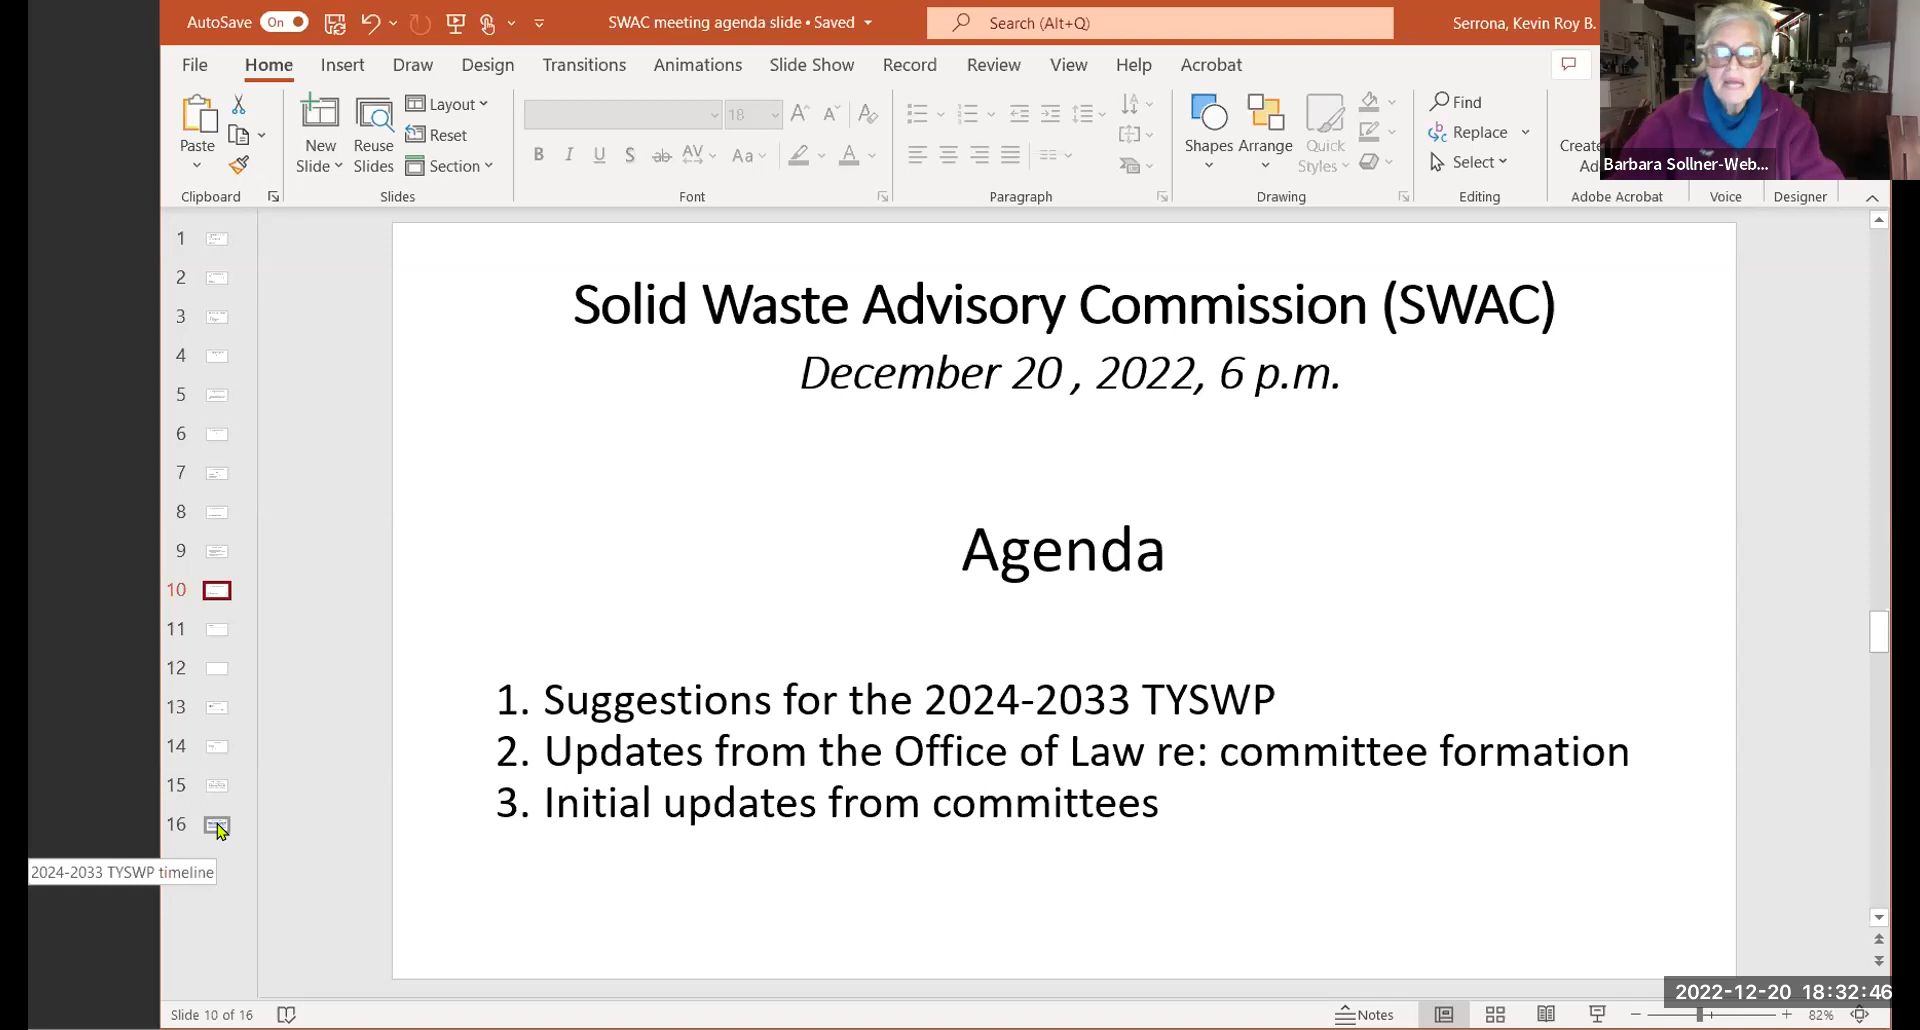 AutoSave On SWAC meeting agenda slide • Saved Search (Alt+Q) Serrona, Kevin Roy B.
File Home Insert Draw Design Transitions Animations Slide Show Record Review View Help Acrobat
Paste
New Slide
Reuse Slides
Layout
Reset
Section
18
B I U S ab AV Aa A
Shapes Arrange Quick Styles
Find
Replace
Select
Barbara Sollner-Web...
Clipboard Slides Font Paragraph Drawing Editing Adobe Acrobat Voice Designer
1
2
3
4
5
6
7
8
9
10
11
12
13
14
15
16
2024-2033 TYSWP timeline
Solid Waste Advisory Commission (SWAC)
December 20 , 2022, 6 p.m.
Agenda
1. Suggestions for the 2024-2033 TYSWP
2. Updates from the Office of Law re: committee formation
3. Initial updates from committees
2022-12-20 18:32:46
Slide 10 of 16 Notes 82%